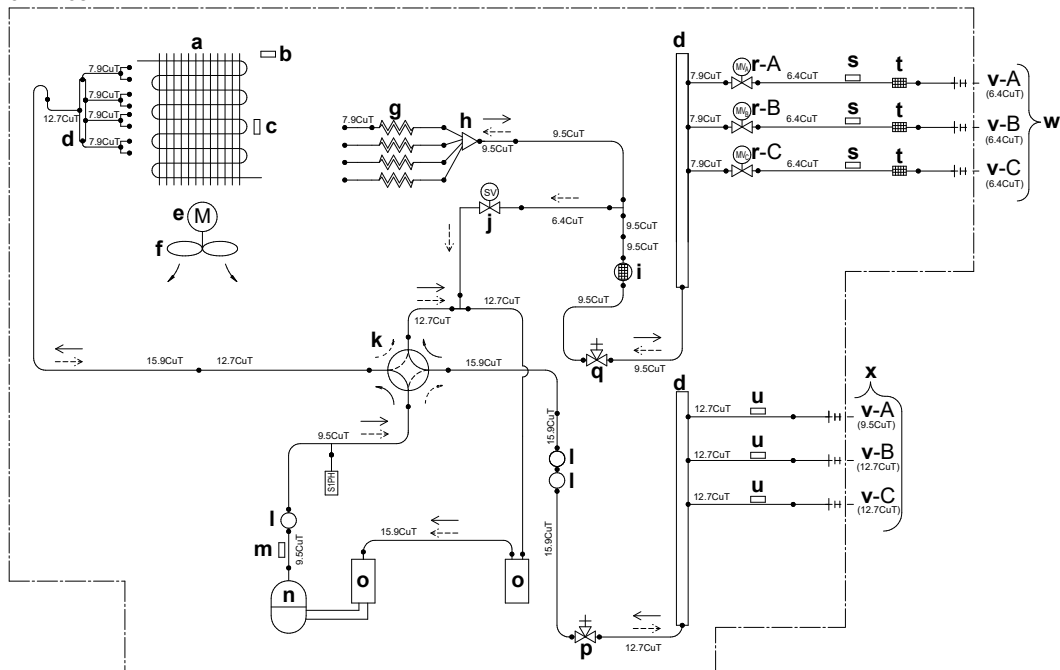 a
b
c
d
7.9CuT
7.9CuT
7.9CuT
7.9CuT
12.7CuT
d
e M
f
7.9CuT
g
h
9.5CuT
9.5CuT
SV
j
6.4CuT
9.5CuT
9.5CuT
i
9.5CuT
q
9.5CuT
7.9CuT
MVA
r-A
6.4CuT
s
t
v-A
(6.4CuT)
7.9CuT
MVB
r-B
6.4CuT
s
t
v-B
(6.4CuT)
w
7.9CuT
MVC
r-C
6.4CuT
s
t
v-C
(6.4CuT)
12.7CuT
12.7CuT
k
15.9CuT
12.7CuT
15.9CuT
9.5CuT
S1PH
l
m
9.5CuT
n
15.9CuT
o
o
15.9CuT
l
l
15.9CuT
p
12.7CuT
d
x
12.7CuT
u
v-A
(9.5CuT)
12.7CuT
u
v-B
(12.7CuT)
12.7CuT
u
v-C
(12.7CuT)